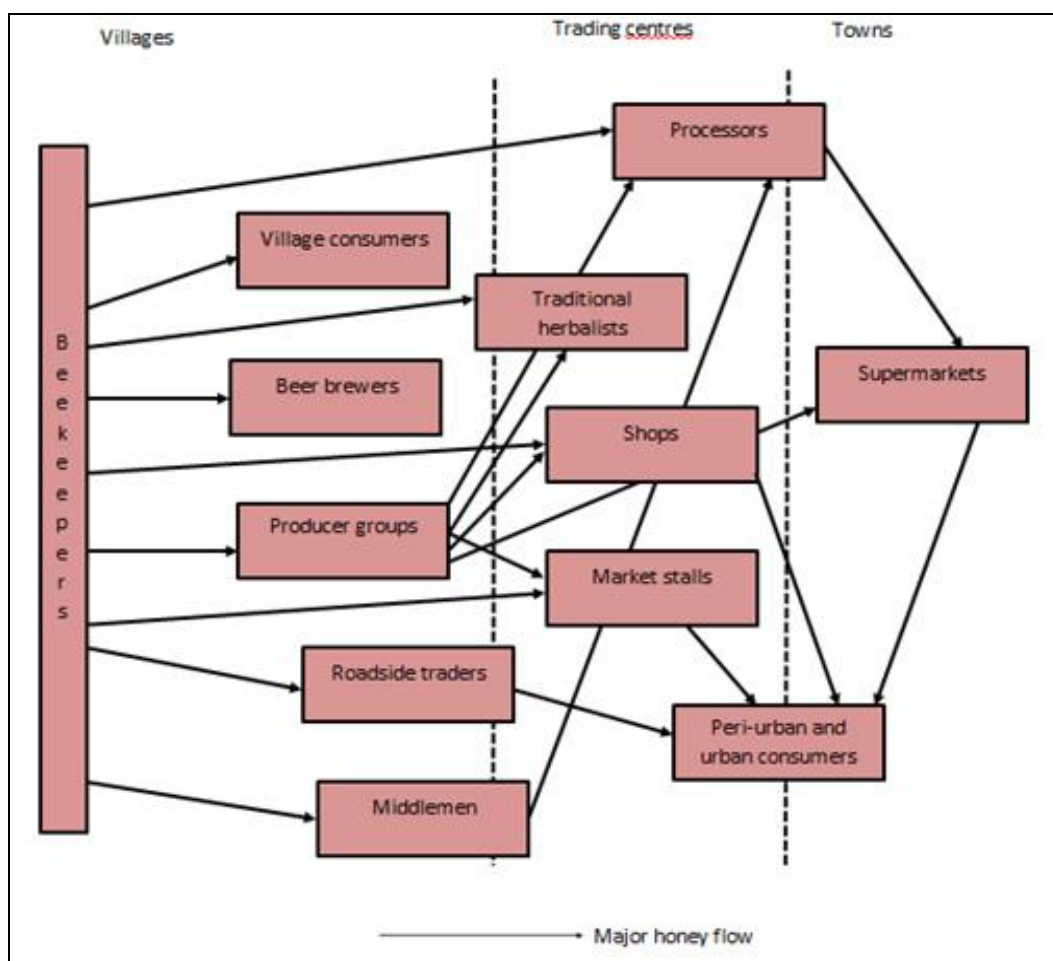 Villages
Trading centres
Towns
Processors
Village consumers
Traditional
herbalists
Beekeepers
Beer brewers
Supermarkets
Shops
Producer groups
Market stalls
Roadside traders
Peri-urban and
urban consumers
Middlemen
Major honey flow